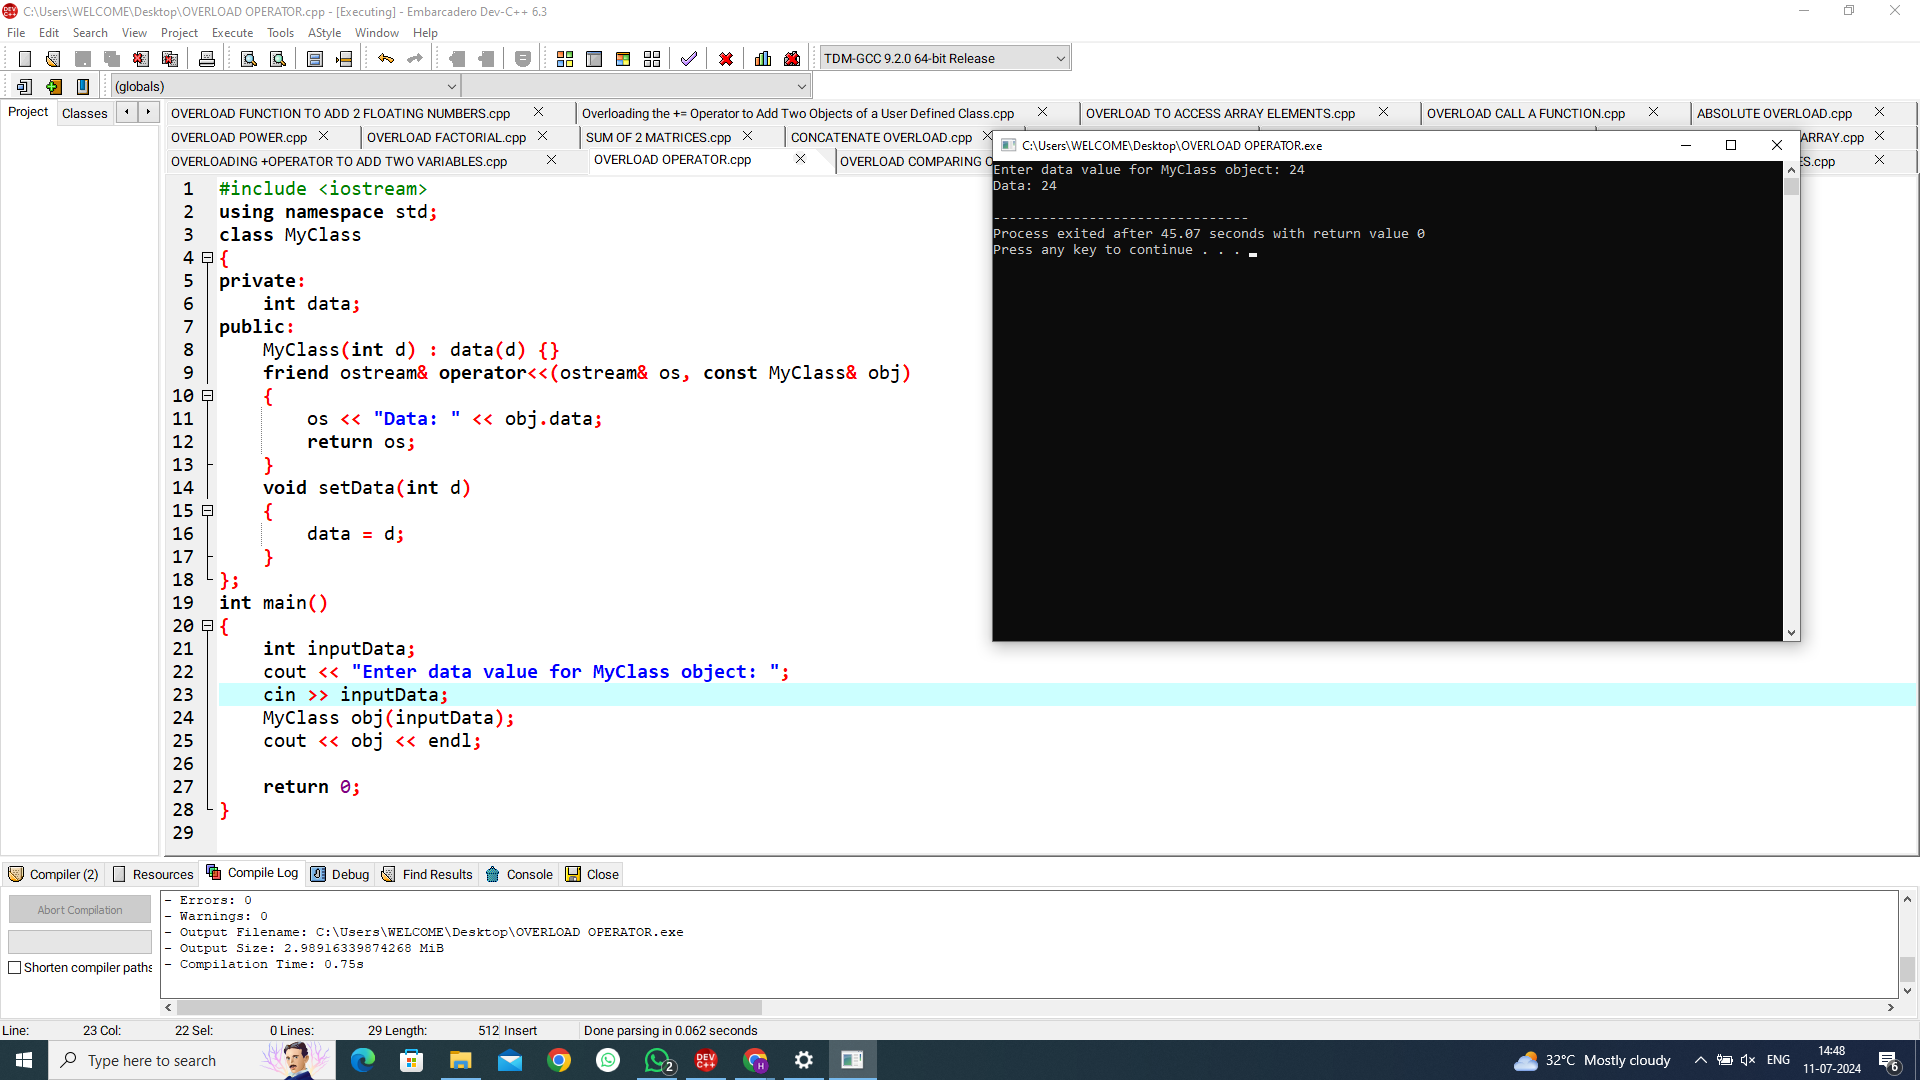 C:\Users\WELCOME\Desktop\OVERLOAD OPERATOR.cpp - [Executing] - Embarcadero Dev-C++ 6.3
File Edit Search View Project Execute Tools AStyle Window Help
TDM-GCC 9.2.0 64-bit Release
(globals)
Project Classes
OVERLOAD FUNCTION TO ADD 2 FLOATING NUMBERS.cpp Overloading the += Operator to Add Two Objects of a User Defined Class.cpp OVERLOAD TO ACCESS ARRAY ELEMENTS.cpp OVERLOAD CALL A FUNCTION.cpp ABSOLUTE OVERLOAD.cpp
OVERLOAD POWER.cpp OVERLOAD FACTORIAL.cpp SUM OF 2 MATRICES.cpp CONCATENATE OVERLOAD.cpp ARRAY.cpp
OVERLOADING +OPERATOR TO ADD TWO VARIABLES.cpp OVERLOAD OPERATOR.cpp OVERLOAD COMPARING O ES.cpp
1 #include <iostream>
2 using namespace std;
3 class MyClass
4 {
5 private:
6 int data;
7 public:
8 MyClass(int d) : data(d) {}
9 friend ostream& operator<<(ostream& os, const MyClass& obj)
10 {
11 os << "Data: " << obj.data;
12 return os;
13 }
14 void setData(int d)
15 {
16 data = d;
17 }
18 };
19 int main()
20 {
21 int inputData;
22 cout << "Enter data value for MyClass object: ";
23 cin >> inputData;
24 MyClass obj(inputData);
25 cout << obj << endl;
26
27 return 0;
28 }
29
C:\Users\WELCOME\Desktop\OVERLOAD OPERATOR.exe
Enter data value for MyClass object: 24
Data: 24
--------------------------------
Process exited after 45.07 seconds with return value 0
Press any key to continue . . .
Compiler (2) Resources Compile Log Debug Find Results Console Close
Abort Compilation
Shorten compiler paths
- Errors: 0
- Warnings: 0
- Output Filename: C:\Users\WELCOME\Desktop\OVERLOAD OPERATOR.exe
- Output Size: 2.98916339874268 MiB
- Compilation Time: 0.75s
Line: 23 Col: 22 Sel: 0 Lines: 29 Length: 512 Insert Done parsing in 0.062 seconds
Type here to search
DEV C++
2
H
32°C Mostly cloudy
ENG
14:48
11-07-2024
6